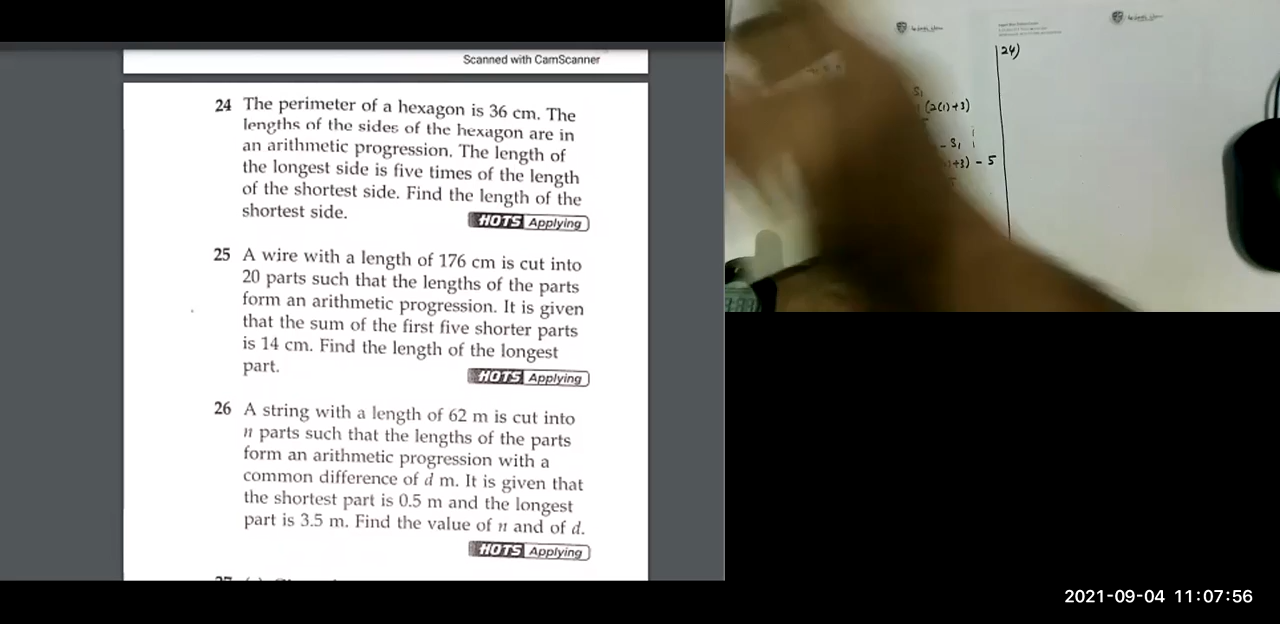 Scanned with CamScanner
24 The perimeter of a hexagon is 36 cm. The
lengths of the sides of the hexagon are in
an arithmetic progression. The length of
the longest side is five times of the length
of the shortest side. Find the length of the
shortest side.
HOTS Applying
25 A wire with a length of 176 cm is cut into
20 parts such that the lengths of the parts
form an arithmetic progression. It is given
that the sum of the first five shorter parts
is 14 cm. Find the length of the longest
part.
HOTS Applying
26 A string with a length of 62 m is cut into
n parts such that the lengths of the parts
form an arithmetic progression with a
common difference of d m. It is given that
the shortest part is 0.5 m and the longest
part is 3.5 m. Find the value of n and of d.
HOTS Applying
24)
S₁
(2(1)+3)
- S₁
+3) - 5
2021-09-04 11:07:56